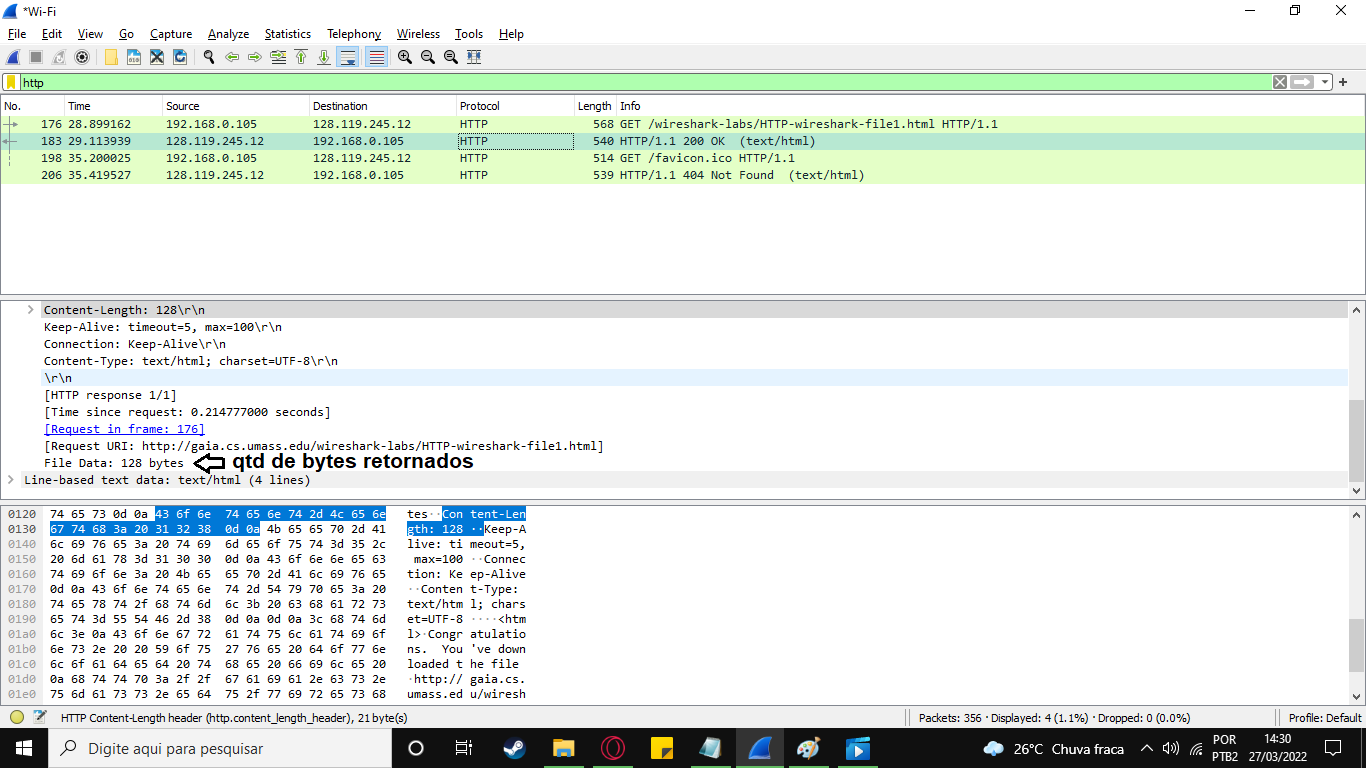 *Wi-Fi
File Edit View Go Capture Analyze Statistics Telephony Wireless Tools Help
http
No. Time Source Destination Protocol Length Info
176 28.899162 192.168.0.105 128.119.245.12 HTTP 568 GET /wireshark-labs/HTTP-wireshark-file1.html HTTP/1.1
183 29.113939 128.119.245.12 192.168.0.105 HTTP 540 HTTP/1.1 200 OK (text/html)
198 35.200025 192.168.0.105 128.119.245.12 HTTP 514 GET /favicon.ico HTTP/1.1
206 35.419527 128.119.245.12 192.168.0.105 HTTP 539 HTTP/1.1 404 Not Found (text/html)
Content-Length: 128\r\n
Keep-Alive: timeout=5, max=100\r\n
Connection: Keep-Alive\r\n
Content-Type: text/html; charset=UTF-8\r\n
\r\n
[HTTP response 1/1]
[Time since request: 0.214777000 seconds]
[Request in frame: 176]
[Request URI: http://gaia.cs.umass.edu/wireshark-labs/HTTP-wireshark-file1.html]
File Data: 128 bytes qtd de bytes retornados
Line-based text data: text/html (4 lines)
0120 74 65 73 0d 0a 43 6f 6e 74 65 6e 74 2d 4c 65 6e tes··Con tent-Len
0130 67 74 68 3a 20 31 32 38 0d 0a 4b 65 65 70 2d 41 gth: 128 ··Keep-A
0140 6c 69 76 65 3a 20 74 69 6d 65 6f 75 74 3d 35 2c live: ti meout=5,
0150 20 6d 61 78 3d 31 30 30 0d 0a 43 6f 6e 6e 65 63 max=100 ··Connec
0160 74 69 6f 6e 3a 20 4b 65 65 70 2d 41 6c 69 76 65 tion: Ke ep-Alive
0170 0d 0a 43 6f 6e 74 65 6e 74 2d 54 79 70 65 3a 20 ··Conten t-Type:
0180 74 65 78 74 2f 68 74 6d 6c 3b 20 63 68 61 72 73 text/htm l; chars
0190 65 74 3d 55 54 46 2d 38 0d 0a 0d 0a 3c 68 74 6d et=UTF-8 ····<htm
01a0 6c 3e 0a 43 6f 6e 67 72 61 74 75 6c 61 74 69 6f l>·Congr atulatio
01b0 6e 73 2e 20 20 59 6f 75 27 76 65 20 64 6f 77 6e ns. You 've down
01c0 6c 6f 61 64 65 64 20 74 68 65 20 66 69 6c 65 20 loaded t he file
01d0 0a 68 74 74 70 3a 2f 2f 67 61 69 61 2e 63 73 2e ·http:// gaia.cs.
01e0 75 6d 61 73 73 2e 65 64 75 2f 77 69 72 65 73 68 umass.ed u/wiresh
HTTP Content-Length header (http.content_length_header), 21 byte(s) Packets: 356 · Displayed: 4 (1.1%) · Dropped: 0 (0.0%) Profile: Default
Digite aqui para pesquisar 26°C Chuva fraca POR 14:30
PTB2 27/03/2022